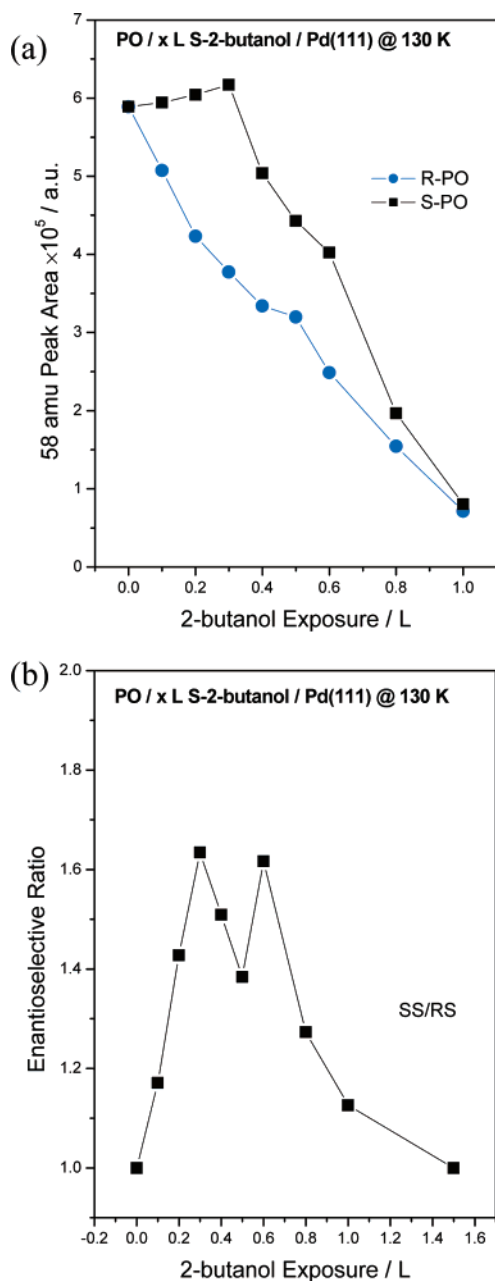 (a)
PO / x L S-2-butanol / Pd(111) @ 130 K
R-PO
S-PO
58 amu Peak Area ×10⁵ / a.u.
7
6
5
4
3
2
1
0
0.0 0.2 0.4 0.6 0.8 1.0
2-butanol Exposure / L
(b)
PO / x L S-2-butanol / Pd(111) @ 130 K
SS/RS
Enantioselective Ratio
2.0
1.8
1.6
1.4
1.2
1.0
-0.2 0.0 0.2 0.4 0.6 0.8 1.0 1.2 1.4 1.6
2-butanol Exposure / L